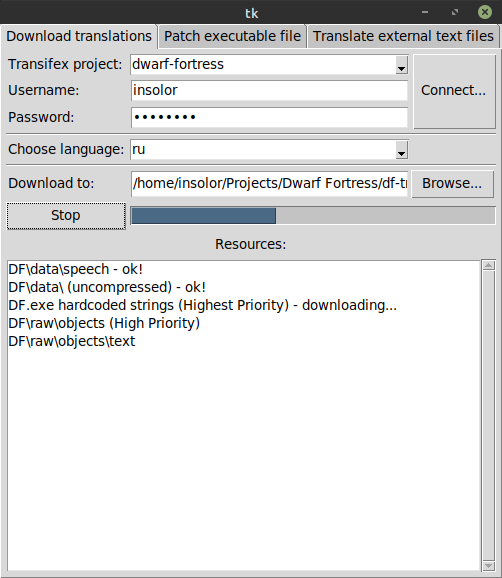 tk
Download translations Patch executable file Translate external text files
Transifex project: dwarf-fortress
Username: insolor Connect...
Password: ••••••••
Choose language: ru
Download to: /home/insolor/Projects/Dwarf Fortress/df-tr Browse...
Stop
Resources:
DF\data\speech - ok!
DF\data\ (uncompressed) - ok!
DF.exe hardcoded strings (Highest Priority) - downloading...
DF\raw\objects (High Priority)
DF\raw\objects\text